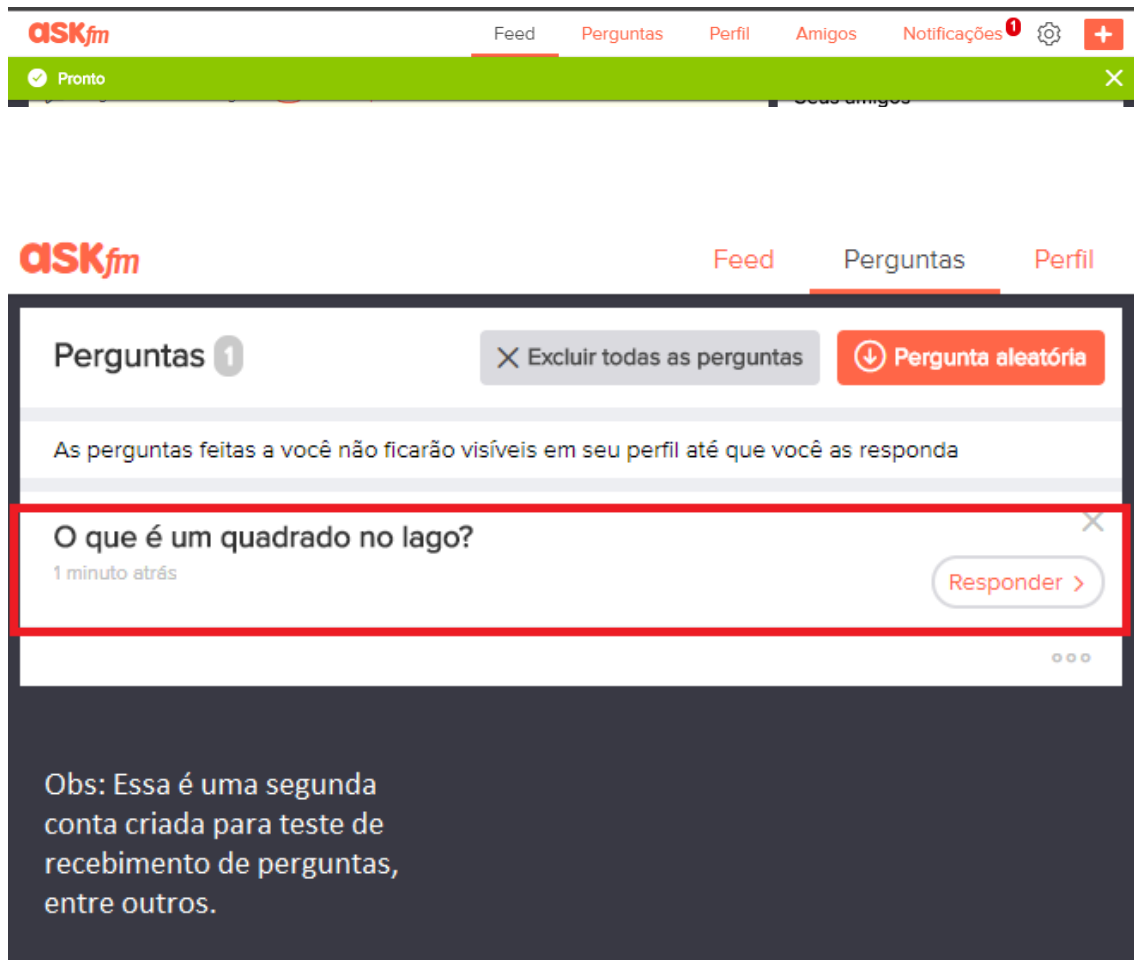 ASKfm Feed Perguntas Perfil Amigos Notificações 1
Pronto
Seus amigos
ASKfm Feed Perguntas Perfil
Perguntas 1 Excluir todas as perguntas Pergunta aleatória
As perguntas feitas a você não ficarão visíveis em seu perfil até que você as responda
O que é um quadrado no lago?
1 minuto atrás
Responder
Obs: Essa é uma segunda
conta criada para teste de
recebimento de perguntas,
entre outros.